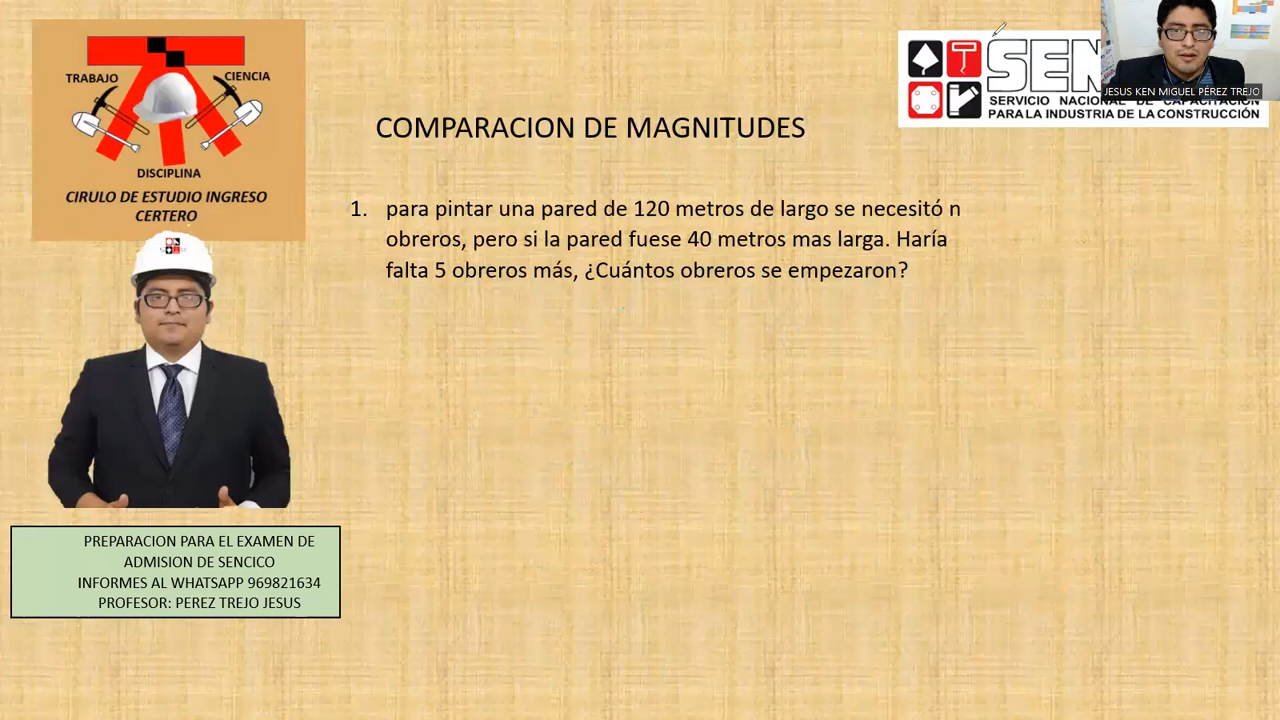 TRABAJO
CIENCIA
DISCIPLINA
CIRULO DE ESTUDIO INGRESO
CERTERO
COMPARACION DE MAGNITUDES
SEN
SERVICIO NACIONAL DE CAPACITACIÓN
PARA LA INDUSTRIA DE LA CONSTRUCCIÓN
JESUS KEN MIGUEL PÉREZ TREJO
1. para pintar una pared de 120 metros de largo se necesitó n
obreros, pero si la pared fuese 40 metros mas larga. Haría
falta 5 obreros más, ¿Cuántos obreros se empezaron?
PREPARACION PARA EL EXAMEN DE
ADMISION DE SENCICO
INFORMES AL WHATSAPP 969821634
PROFESOR: PEREZ TREJO JESUS